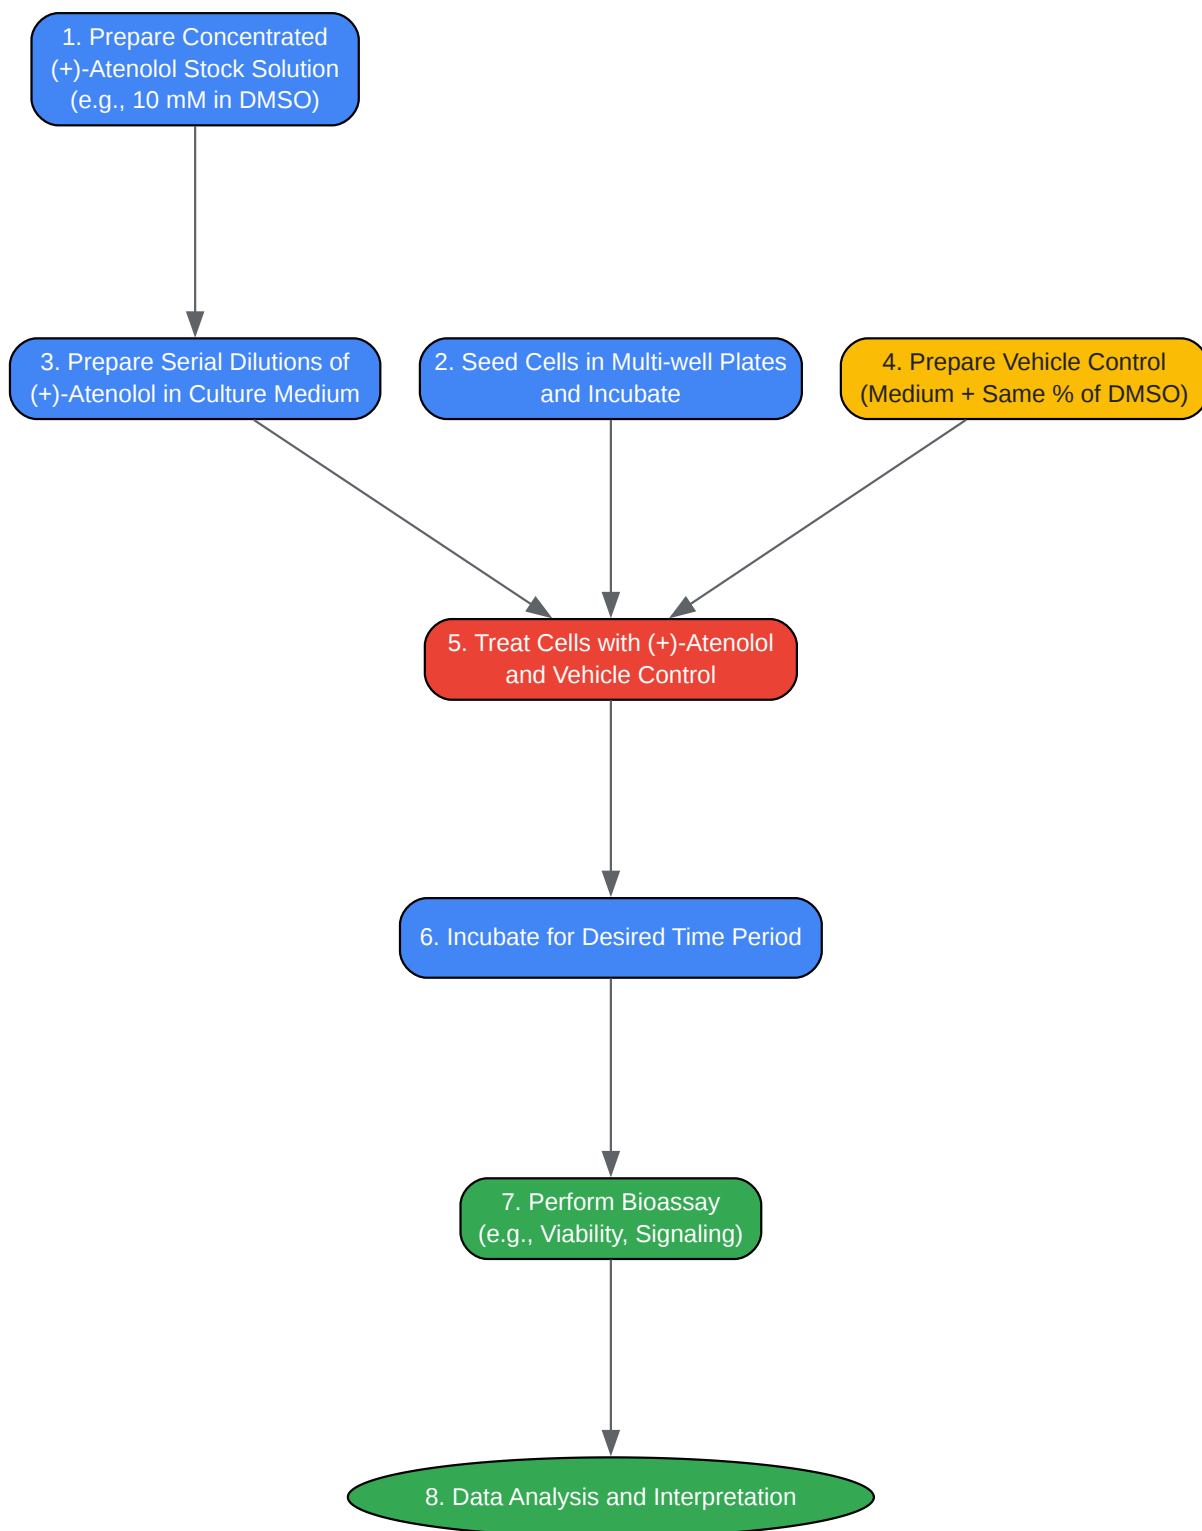 1. Prepare Concentrated
(+)-Atenolol Stock Solution
(e.g., 10 mM in DMSO)
3. Prepare Serial Dilutions of
(+)-Atenolol in Culture Medium
2. Seed Cells in Multi-well Plates
and Incubate
4. Prepare Vehicle Control
(Medium + Same % of DMSO)
5. Treat Cells with (+)-Atenolol
and Vehicle Control
6. Incubate for Desired Time Period
7. Perform Bioassay
(e.g., Viability, Signaling)
8. Data Analysis and Interpretation